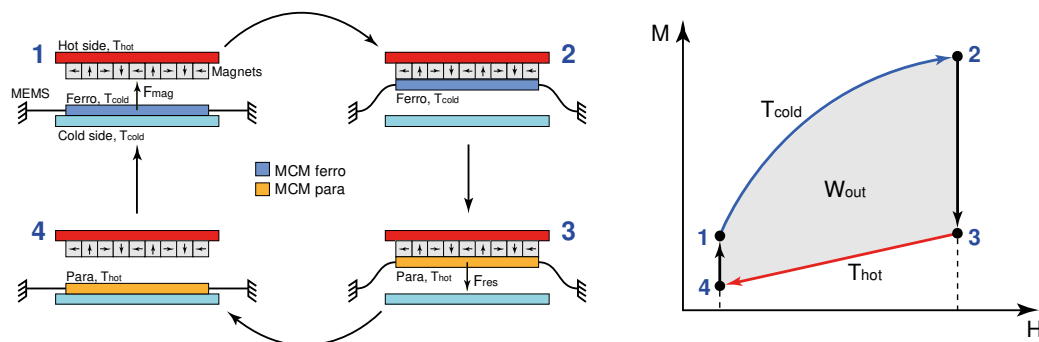 1
Hot side, Thot
Magnets
MEMS
Ferro, Tcold
Fmag
Cold side, Tcold
2
Ferro, Tcold
MCM ferro
MCM para
4
Para, Thot
3
Para, Thot
Fres
M
2
Tcold
Wout
1
3
Thot
4
H